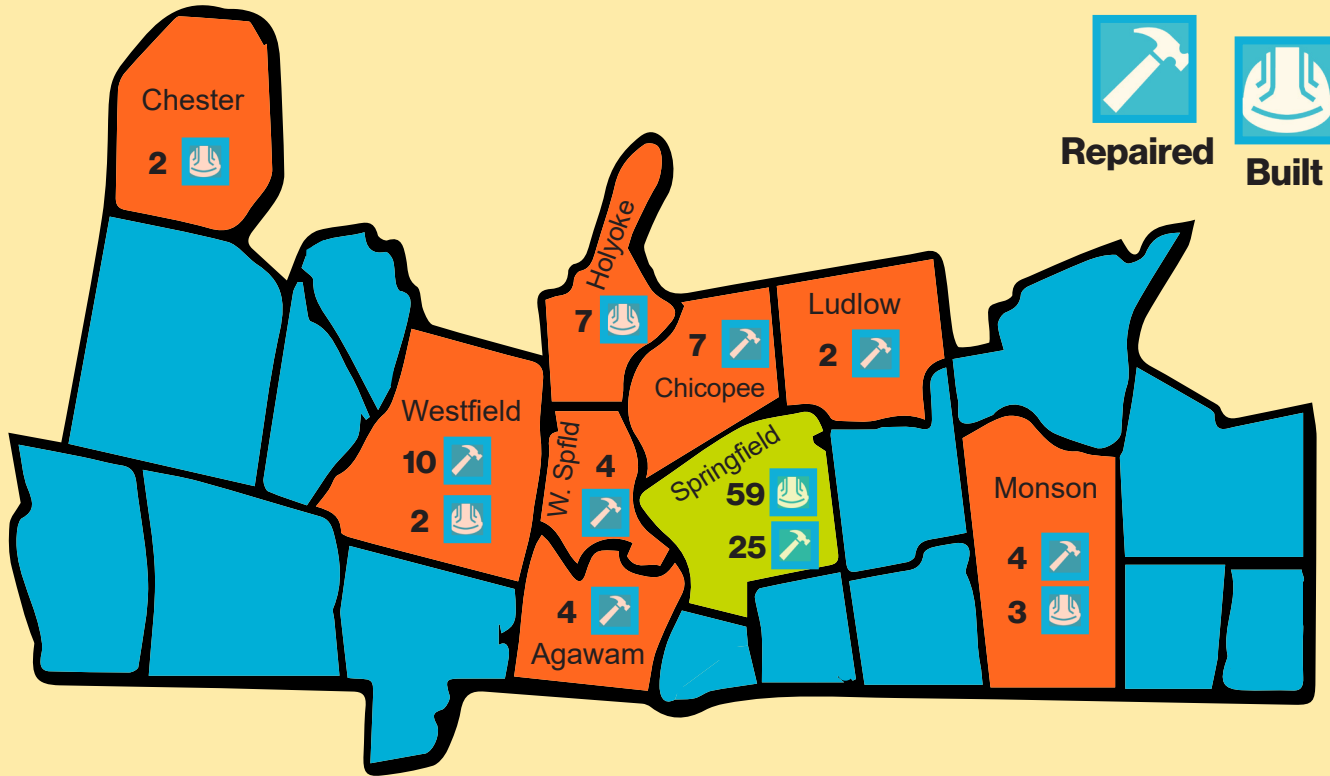 Repaired
Built
Chester
2
Holyoke
7
7
Chicopee
Ludlow
2
Westfield
10
2
W. Spfld
4
Springfield
59
25
Monson
4
3
4
Agawam